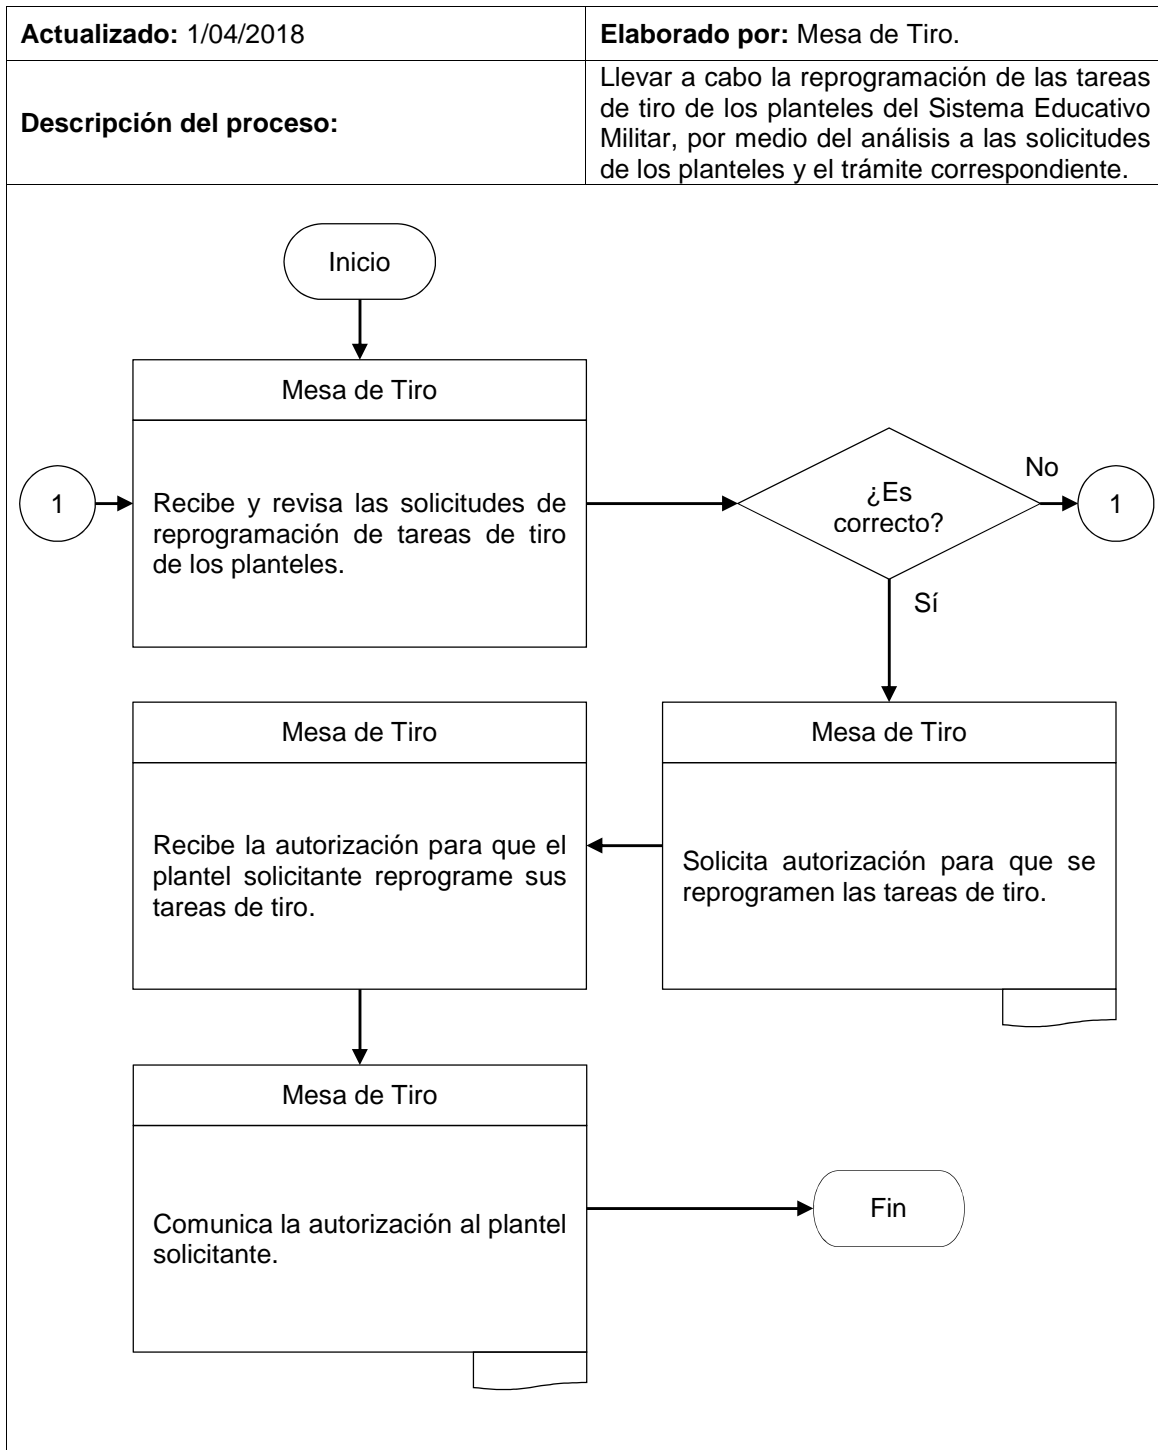 Actualizado: 1/04/2018
Elaborado por: Mesa de Tiro.
Descripción del proceso:
Llevar a cabo la reprogramación de las tareas
de tiro de los planteles del Sistema Educativo
Militar, por medio del análisis a las solicitudes
de los planteles y el trámite correspondiente.
Inicio
Mesa de Tiro
1
Recibe y revisa las solicitudes de
reprogramación de tareas de tiro
de los planteles.
¿Es
correcto?
No
1
Sí
Mesa de Tiro
Solicita autorización para que se
reprogramen las tareas de tiro.
Mesa de Tiro
Recibe la autorización para que el
plantel solicitante reprograme sus
tareas de tiro.
Mesa de Tiro
Comunica la autorización al plantel
solicitante.
Fin